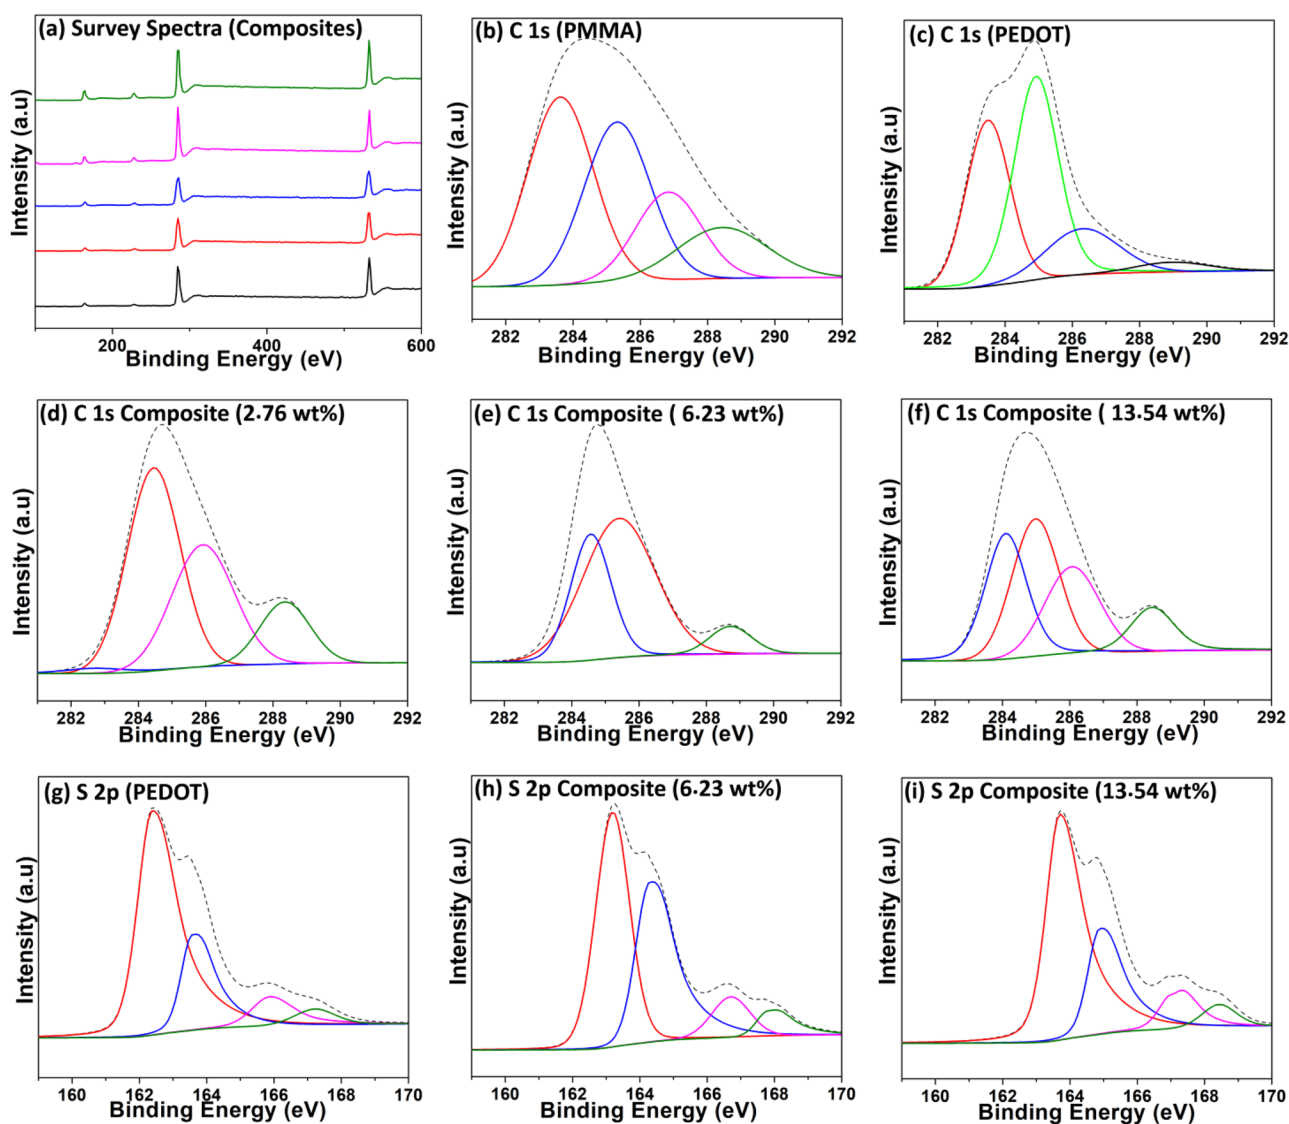 (a) Survey Spectra (Composites)
Intensity (a.u)
200 400 600
Binding Energy (eV)
(b) C 1s (PMMA)
Intensity (a.u)
282 284 286 288 290 292
Binding Energy (eV)
(c) C 1s (PEDOT)
Intensity (a.u)
282 284 286 288 290 292
Binding Energy (eV)
(d) C 1s Composite (2.76 wt%)
Intensity (a.u)
282 284 286 288 290 292
Binding Energy (eV)
(e) C 1s Composite ( 6.23 wt%)
Intensity (a.u)
282 284 286 288 290 292
Binding Energy (eV)
(f) C 1s Composite ( 13.54 wt%)
Intensity (a.u)
282 284 286 288 290 292
Binding Energy (eV)
(g) S 2p (PEDOT)
Intensity (a.u)
160 162 164 166 168 170
Binding Energy (eV)
(h) S 2p Composite (6.23 wt%)
Intensity (a.u)
160 162 164 166 168 170
Binding Energy (eV)
(i) S 2p Composite (13.54 wt%)
Intensity (a.u)
160 162 164 166 168 170
Binding Energy (eV)